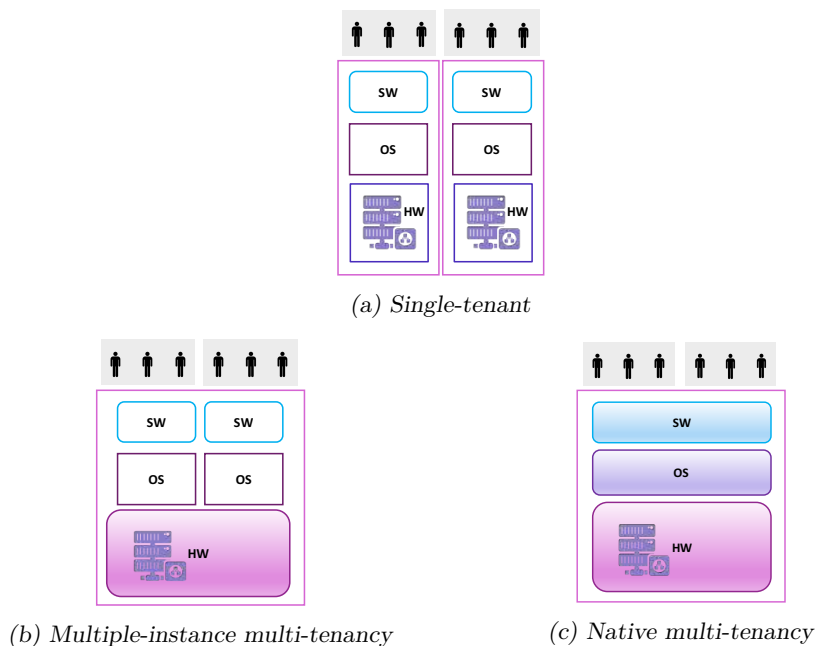 SW SW
OS OS
HW HW
(a) Single-tenant
SW SW
OS OS
HW
(b) Multiple-instance multi-tenancy
SW
OS
HW
(c) Native multi-tenancy